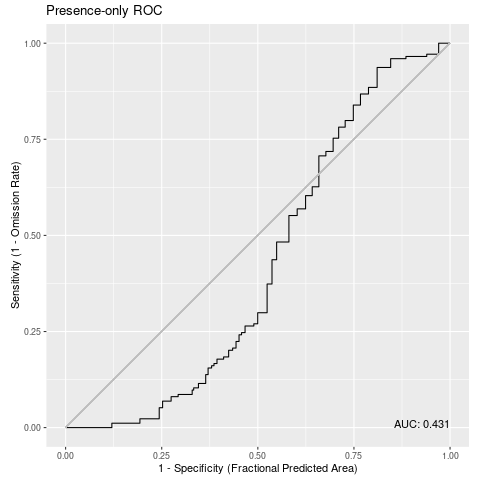 Presence-only ROC
Sensitivity (1 - Omission Rate)
1.00
0.75
0.50
0.25
0.00
AUC: 0.431
0.00 0.25 0.50 0.75 1.00
1 - Specificity (Fractional Predicted Area)